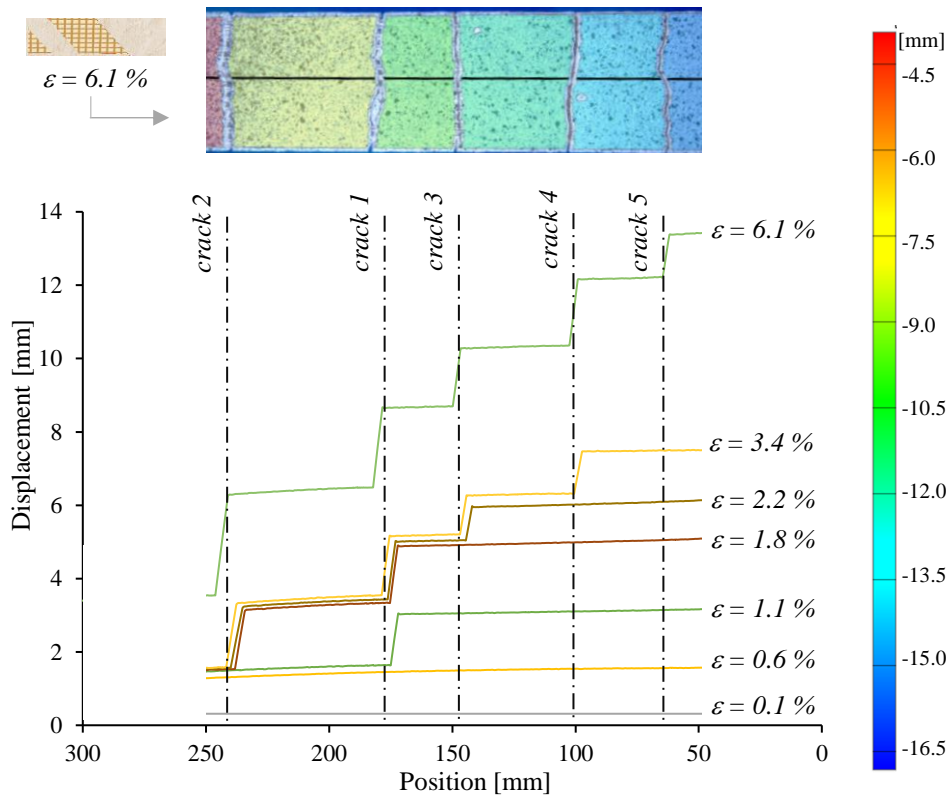 ε = 6.1 %
[mm]
-4.5
-6.0
-7.5
-9.0
-10.5
-12.0
-13.5
-15.0
-16.5
crack 2
crack 1
crack 3
crack 4
crack 5
Displacement [mm]
14
12
10
8
6
4
2
0
ε = 6.1 %
ε = 3.4 %
ε = 2.2 %
ε = 1.8 %
ε = 1.1 %
ε = 0.6 %
ε = 0.1 %
300 250 200 150 100 50 0
Position [mm]